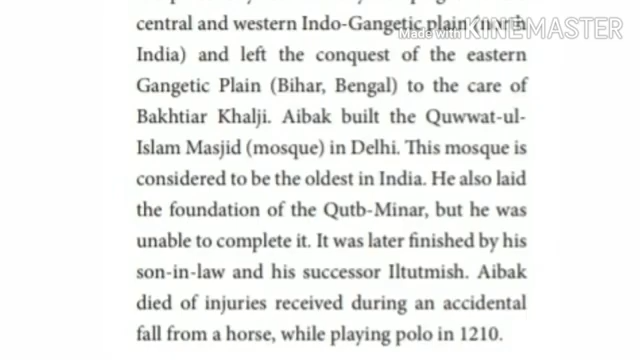 central and western Indo-Gangetic plain (north
Made with KINEMASTER
India) and left the conquest of the eastern
Gangetic Plain (Bihar, Bengal) to the care of
Bakhtiar Khalji. Aibak built the Quwwat-ul-
Islam Masjid (mosque) in Delhi. This mosque is
considered to be the oldest in India. He also laid
the foundation of the Qutb-Minar, but he was
unable to complete it. It was later finished by his
son-in-law and his successor Iltutmish. Aibak
died of injuries received during an accidental
fall from a horse, while playing polo in 1210.